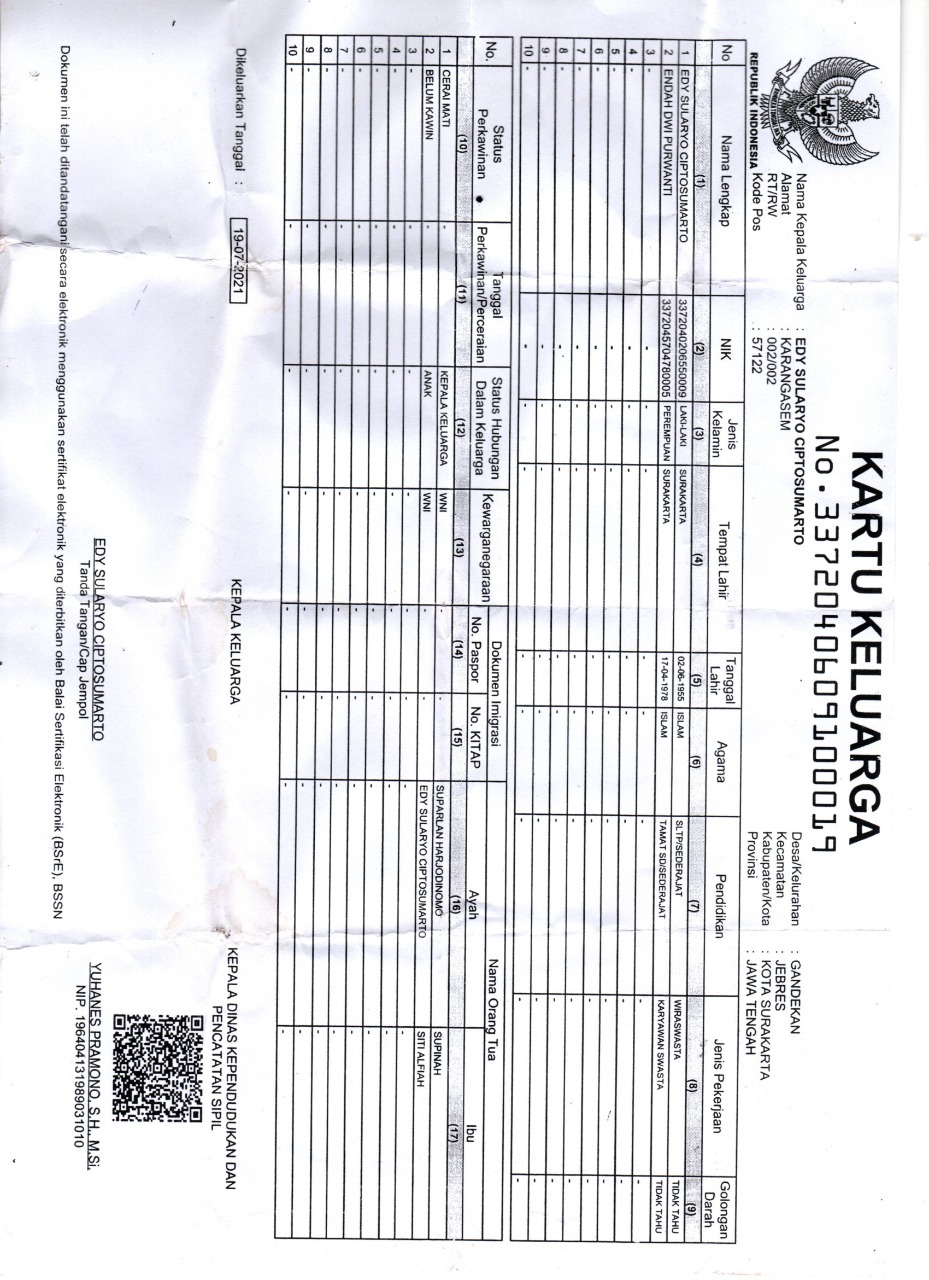 KARTU KELUARGA
No. 3372040609100019
REPUBLIK INDONESIA
Nama Kepala Keluarga : EDY SULARYO CIPTOSUMARTO
Alamat : KARANGASEM
RT/RW : 002/002
Kode Pos : 57122
Desa/Kelurahan : GANDEKAN
Kecamatan : JEBRES
Kabupaten/Kota : KOTA SURAKARTA
Provinsi : JAWA TENGAH
No Nama Lengkap NIK Jenis Kelamin Tempat Lahir Tanggal Lahir Agama Pendidikan Jenis Pekerjaan Golongan Darah
(1) (2) (3) (4) (5) (6) (7) (8) (9)
1 EDY SULARYO CIPTOSUMARTO 3372040206550009 LAKI-LAKI SURAKARTA 02-06-1955 ISLAM SLTP/SEDERAJAT WIRASWASTA TIDAK TAHU
2 ENDAH DWI PURWANTI 3372045704780005 PEREMPUAN SURAKARTA 17-04-1978 ISLAM TAMAT SD/SEDERAJAT KARYAWAN SWASTA TIDAK TAHU
3 - - - - - - - - -
4 - - - - - - - - -
5 - - - - - - - - -
6 - - - - - - - - -
7 - - - - - - - - -
8 - - - - - - - - -
9 - - - - - - - - -
10 - - - - - - - - -
No. Status Perkawinan Tanggal Perkawinan/Perceraian Status Hubungan Dalam Keluarga Kewarganegaraan Dokumen Imigrasi Nama Orang Tua
No. Paspor No. KITAP Ayah Ibu
(10) (11) (12) (13) (14) (15) (16) (17)
1 CERAI MATI - KEPALA KELUARGA WNI - - SUPARLAN HARJODINOMO SUPINAH
2 BELUM KAWIN - ANAK WNI - - EDY SULARYO CIPTOSUMARTO SITI ALFIAH
3 - - - - - - - -
4 - - - - - - - -
5 - - - - - - - -
6 - - - - - - - -
7 - - - - - - - -
8 - - - - - - - -
9 - - - - - - - -
10 - - - - - - - -
Dikeluarkan Tanggal : 19-07-2021
KEPALA KELUARGA
EDY SULARYO CIPTOSUMARTO
Tanda Tangan/Cap Jempol
KEPALA DINAS KEPENDUDUKAN DAN
PENCATATAN SIPIL
YUHANES PRAMONO, S.H., M.Si.
NIP. 196404131989031010
Dokumen ini telah ditandatangani secara elektronik menggunakan sertifikat elektronik yang diterbitkan oleh Balai Sertifikasi Elektronik (BSrE), BSSN